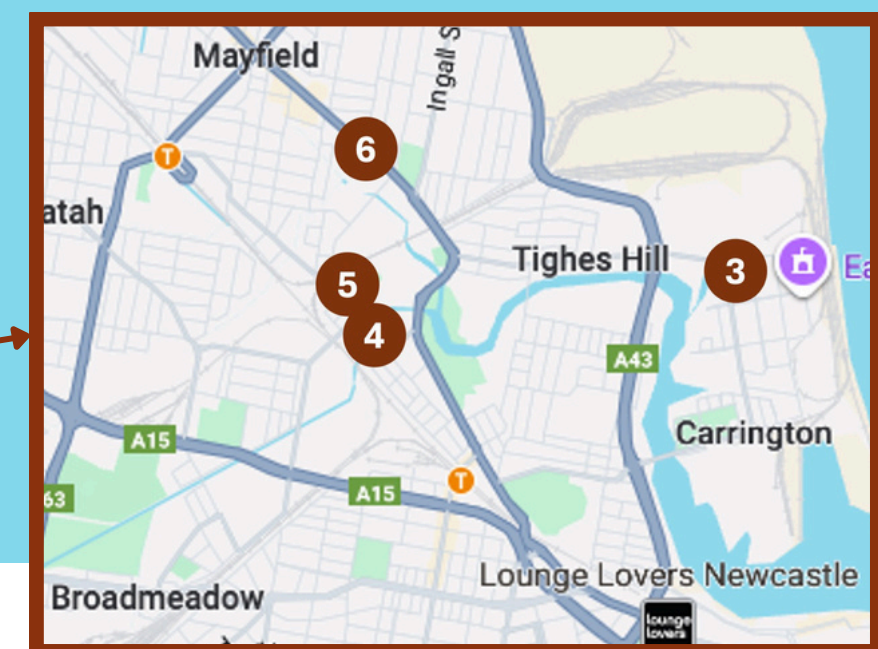 Mayfield
Ingall S
6
T
atah
Tighes Hill
3
Ea
5
4
A43
A15
Carrington
A15
T
63
Lounge Lovers Newcastle
Broadmeadow
lounge
lovers